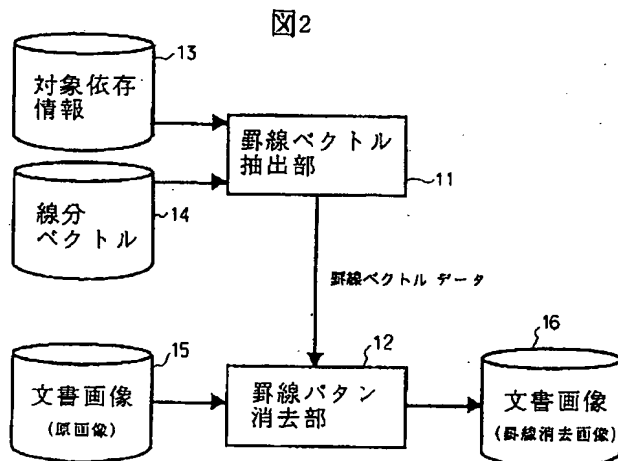 図2
13
対象依存
情報
罫線ベクトル
抽出部
11
線分
ベクトル
14
罫線ベクトル データ
15
文書画像
(原画像)
12
罫線パタン
消去部
16
文書画像
(罫線消去画像)